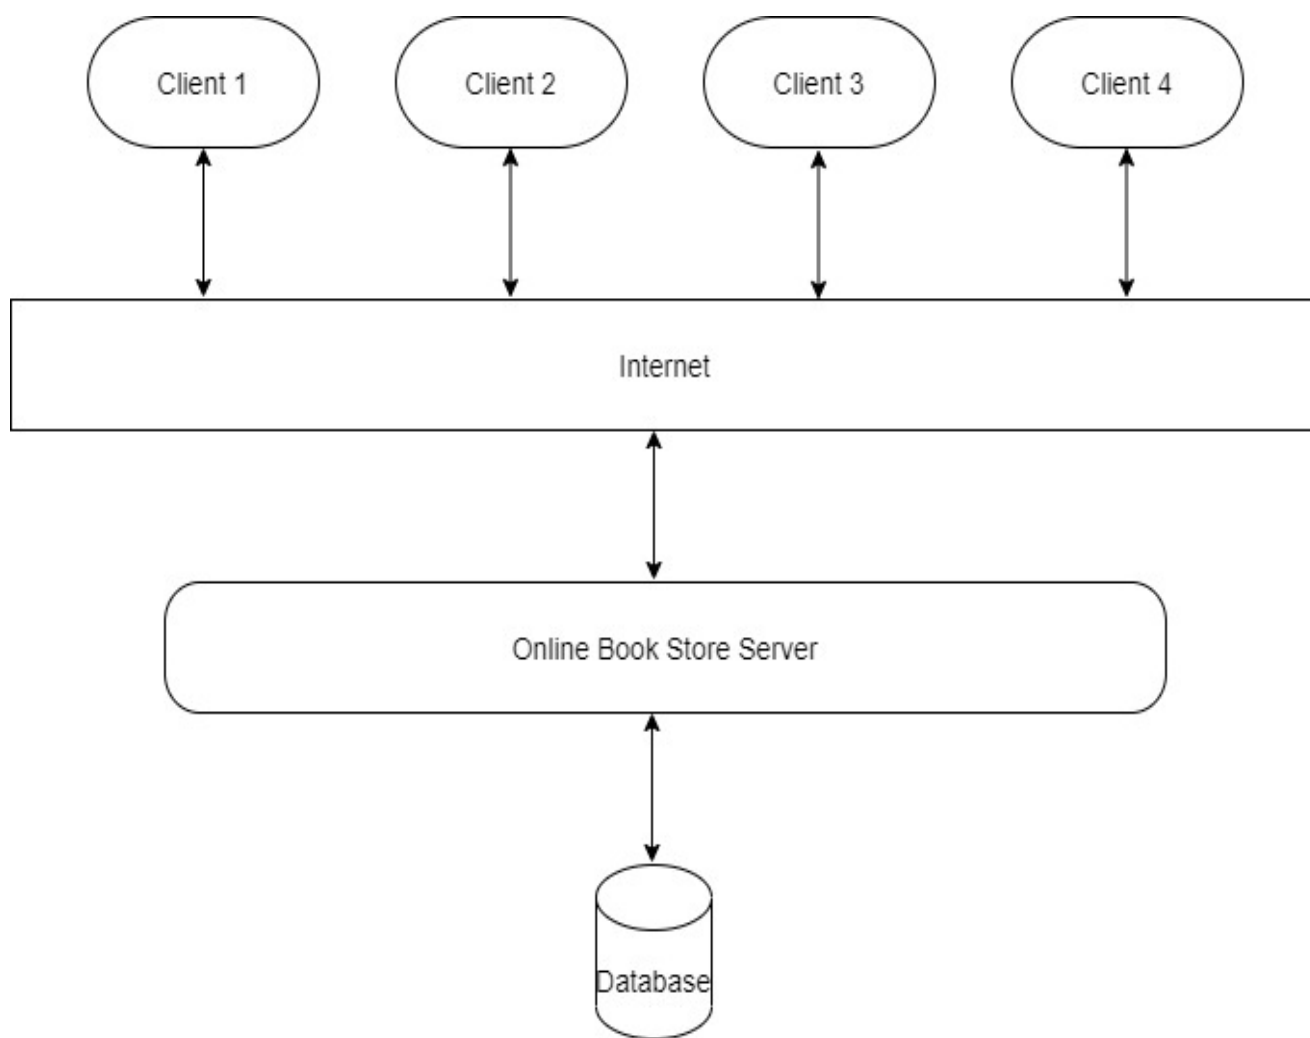 Client 1
Client 2
Client 3
Client 4
Internet
Online Book Store Server
Database